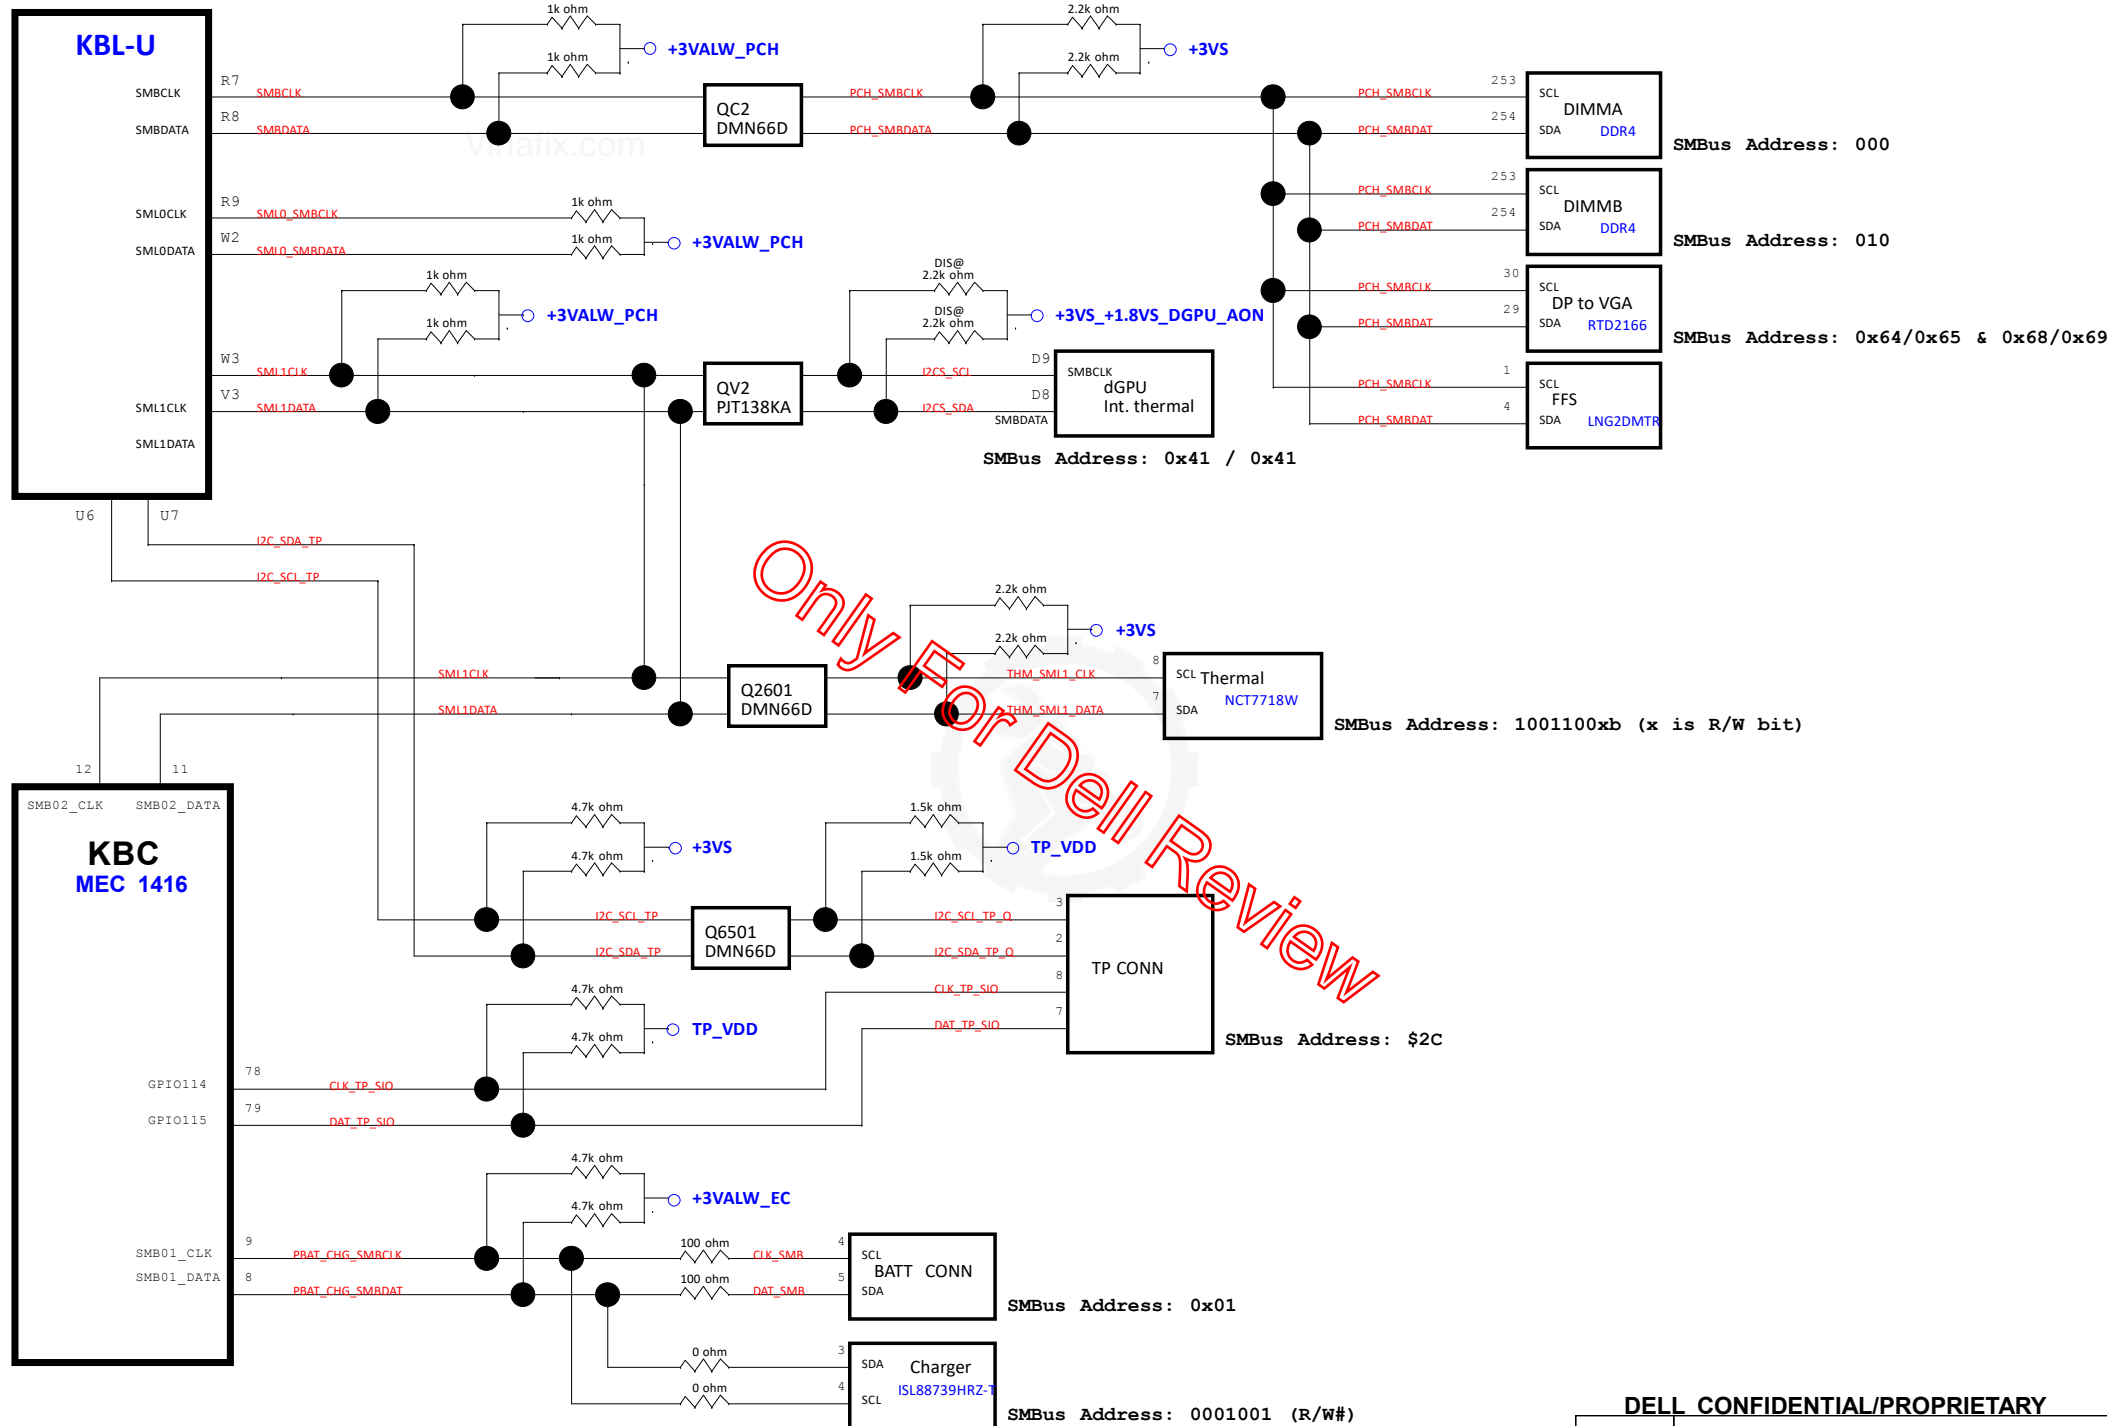 KBL-U
SMBCLK
SMBDATA
SML0CLK
SML0DATA
SML1CLK
SML1DATA
R7
R8
R9
W2
W3
V3
U6
U7
SMBCLK
SMBDATA
1k ohm
1k ohm
+3VALW_PCH
QC2
DMN66D
PCH_SMBCLK
PCH_SMBDATA
2.2k ohm
2.2k ohm
+3VS
Vinafix.com
PCH_SMBCLK
PCH_SMBDAT
253
254
SCL
SDA
DIMMA
DDR4
SMBus Address: 000
PCH_SMBCLK
PCH_SMBDAT
253
254
SCL
SDA
DIMMB
DDR4
SMBus Address: 010
PCH_SMBCLK
PCH_SMBDAT
30
29
SCL
SDA
DP to VGA
RTD2166
SMBus Address: 0x64/0x65 & 0x68/0x69
PCH_SMBCLK
PCH_SMBDAT
1
4
SCL
SDA
FFS
LNG2DMTR
SML0_SMBCLK
SML0_SMBDATA
1k ohm
1k ohm
+3VALW_PCH
1k ohm
1k ohm
+3VALW_PCH
SML1CLK
SML1DATA
QV2
PJT138KA
DIS@
2.2k ohm
DIS@
2.2k ohm
+3VS_+1.8VS_DGPU_AON
I2CS_SCL
I2CS_SDA
D9
D8
SMBCLK
SMBDATA
dGPU
Int. thermal
SMBus Address: 0x41 / 0x41
I2C_SDA_TP
I2C_SCL_TP
SML1CLK
SML1DATA
Q2601
DMN66D
2.2k ohm
2.2k ohm
+3VS
THM_SML1_CLK
THM_SML1_DATA
8
7
SCL
SDA
Thermal
NCT7718W
SMBus Address: 1001100xb (x is R/W bit)
Only For Dell Review
12
11
SMB02_CLK
SMB02_DATA
KBC
MEC 1416
4.7k ohm
4.7k ohm
+3VS
I2C_SCL_TP
I2C_SDA_TP
Q6501
DMN66D
1.5k ohm
1.5k ohm
TP_VDD
I2C_SCL_TP_Q
I2C_SDA_TP_Q
CLK_TP_SIO
DAT_TP_SIO
3
2
8
7
TP CONN
SMBus Address: $2C
4.7k ohm
4.7k ohm
TP_VDD
GPIO114
GPIO115
78
79
CLK_TP_SIO
DAT_TP_SIO
4.7k ohm
4.7k ohm
+3VALW_EC
SMB01_CLK
SMB01_DATA
9
8
PBAT_CHG_SMBCLK
PBAT_CHG_SMBDAT
100 ohm
100 ohm
CLK_SMB
DAT_SMB
4
5
SCL
SDA
BATT CONN
SMBus Address: 0x01
0 ohm
0 ohm
3
4
SDA
SCL
Charger
ISL88739HRZ-T
SMBus Address: 0001001 (R/W#)
DELL CONFIDENTIAL/PROPRIETARY